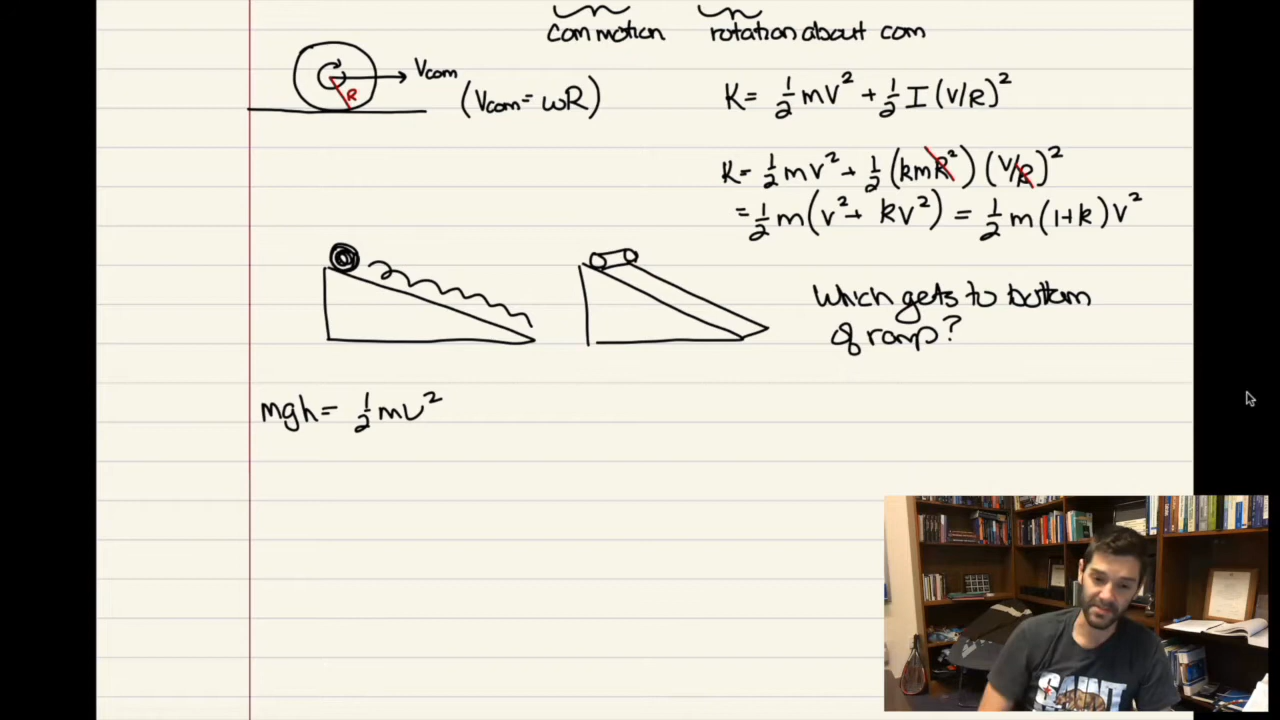 com motion rotation about com
Vcom
R
(Vcom = ωR)
K = 1/2 mv² + 1/2 I (v/R)²
K = 1/2 mv² + 1/2 (kmR²) (v/R)²
= 1/2 m(v² + kv²) = 1/2 m(1+k)v²
Which gets to bottom
of ramp?
mgh = 1/2 mv²
SAINT